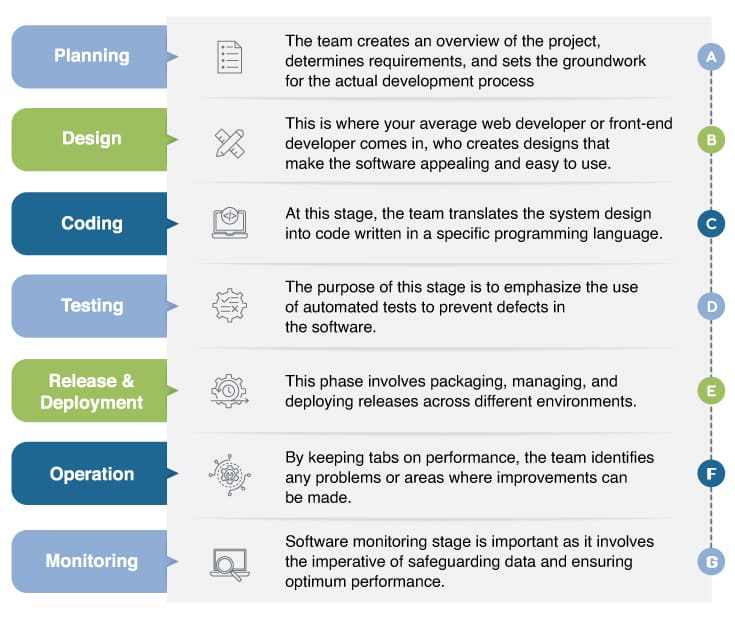 Planning
The team creates an overview of the project,
determines requirements, and sets the groundwork
for the actual development process
A
Design
This is where your average web developer or front-end
developer comes in, who creates designs that
make the software appealing and easy to use.
B
Coding
At this stage, the team translates the system design
into code written in a specific programming language.
C
Testing
The purpose of this stage is to emphasize the use
of automated tests to prevent defects in
the software.
D
Release &
Deployment
This phase involves packaging, managing, and
deploying releases across different environments.
E
Operation
By keeping tabs on performance, the team identifies
any problems or areas where improvements can
be made.
F
Monitoring
Software monitoring stage is important as it involves
the imperative of safeguarding data and ensuring
optimum performance.
G